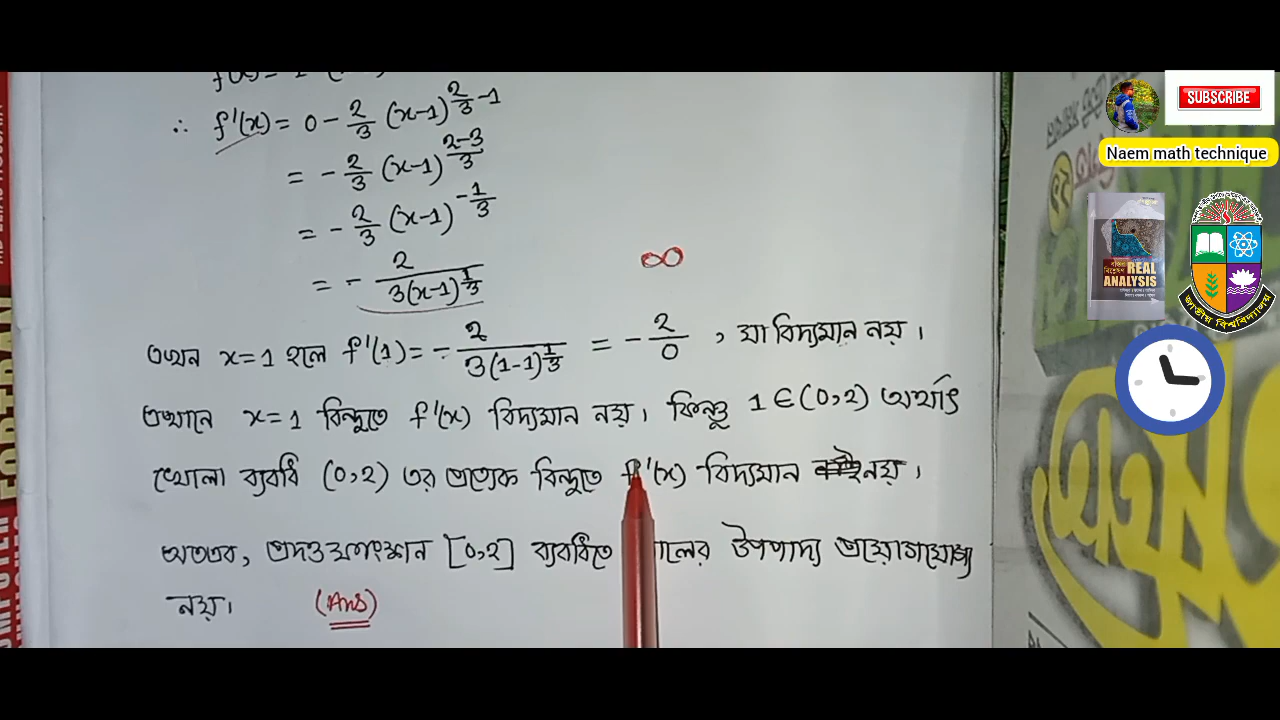 ∴ f'(x) = 0 - 2/3 (x-1)^(2/3 - 1)
= - 2/3 (x-1)^((2-3)/3)
= - 2/3 (x-1)^(-1/3)
= - 2/(3(x-1)^(1/3))
∞
এখন x=1 হলে f'(1) = - 2/(3(1-1)^(1/3)) = - 2/0 , যা বিদ্যমান নয়।
এখানে x=1 বিন্দুতে f'(x) বিদ্যমান নয়। কিন্তু 1∈(0,2) অর্থাৎ
খোলা ব্যবধি (0,2) এর প্রত্যেক বিন্দুতে f'(x) বিদ্যমান নয়।
অতএব, প্রদত্ত ফাংশন [0,2] ব্যবধিতে লের উপপাদ্য প্রয়োগযোগ্য
নয়। (Ans)
SUBSCRIBE
Naem math technique
REAL
ANALYSIS
জাতীয় বিশ্ববিদ্যালয়